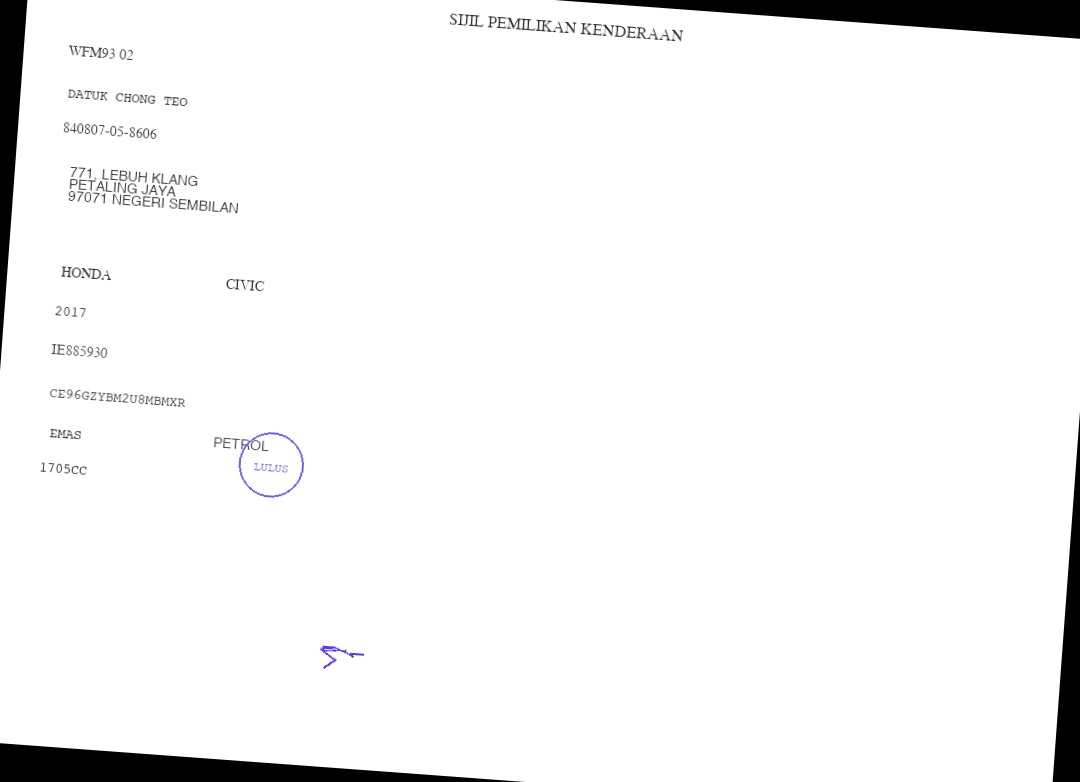 SIJIL PEMILIKAN KENDERAAN
WFM93 02
DATUK CHONG TEO
840807-05-8606
771, LEBUH KLANG
PETALING JAYA
97071 NEGERI SEMBILAN
HONDA CIVIC
2017
IE885930
CE96GZYBM2U8MBMXR
EMAS PETROL
LULUS
1705CC